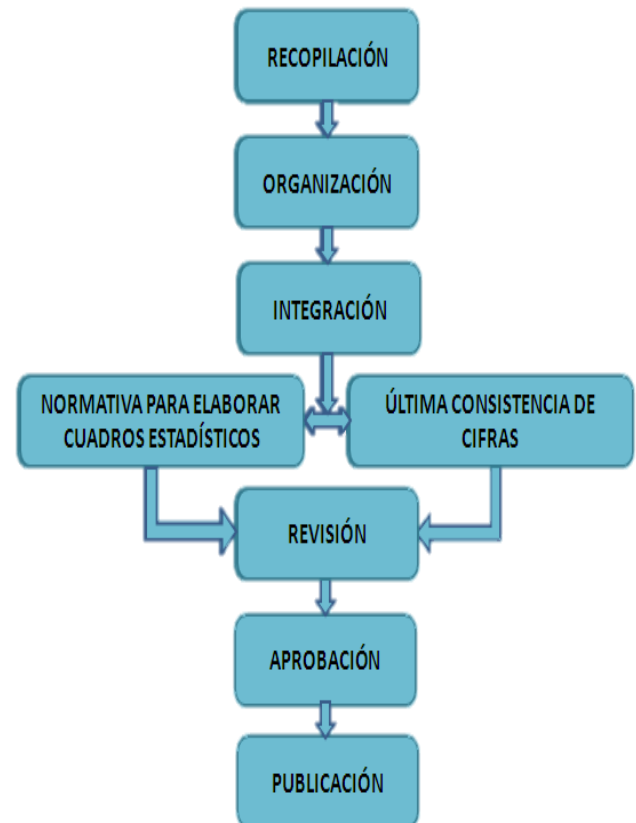 RECOPILACIÓN
ORGANIZACIÓN
INTEGRACIÓN
NORMATIVA PARA ELABORAR
CUADROS ESTADÍSTICOS
ÚLTIMA CONSISTENCIA DE
CIFRAS
REVISIÓN
APROBACIÓN
PUBLICACIÓN